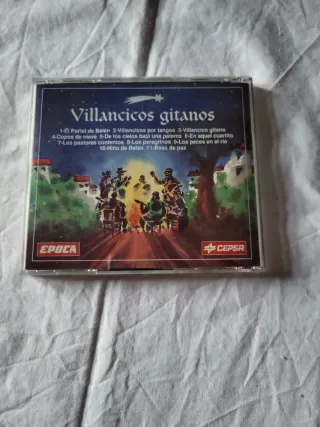 Villancicos gitanos
1-El Portal de Belén 2-Villancicos por tangos 3-Villancico gitano
4-Copos de nieve 5-De los cielos bajó una paloma 6-En aquel cuartito
7-Los pastores contentos 8-Los peregrinos 9-Los peces en el río
10-Niño de Belén 11-Beso de paz
EPOCA
CEPSA